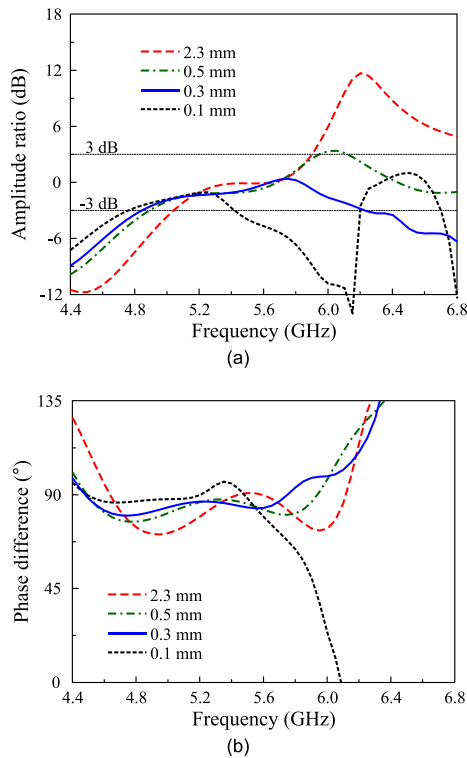 18
12
6
0
-6
-12
Amplitude ratio (dB)
2.3 mm
0.5 mm
0.3 mm
0.1 mm
3 dB
-3 dB
4.4 4.8 5.2 5.6 6.0 6.4 6.8
Frequency (GHz)
(a)
135
90
45
0
Phase difference (°)
2.3 mm
0.5 mm
0.3 mm
0.1 mm
4.4 4.8 5.2 5.6 6.0 6.4 6.8
Frequency (GHz)
(b)